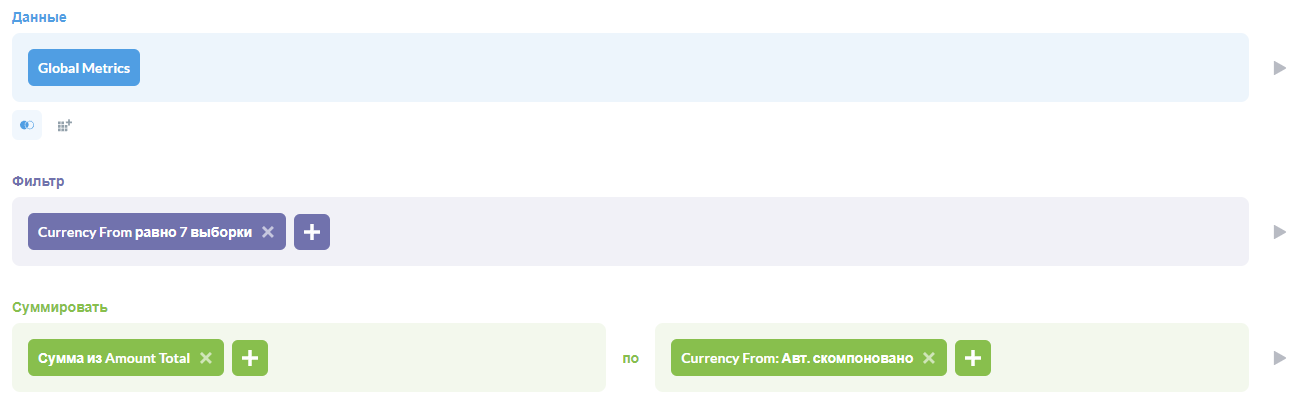 Данные
Global Metrics
Фильтр
Currency From равно 7 выборки
Суммировать
Сумма из Amount Total
по
Currency From: Авт. скомпоновано